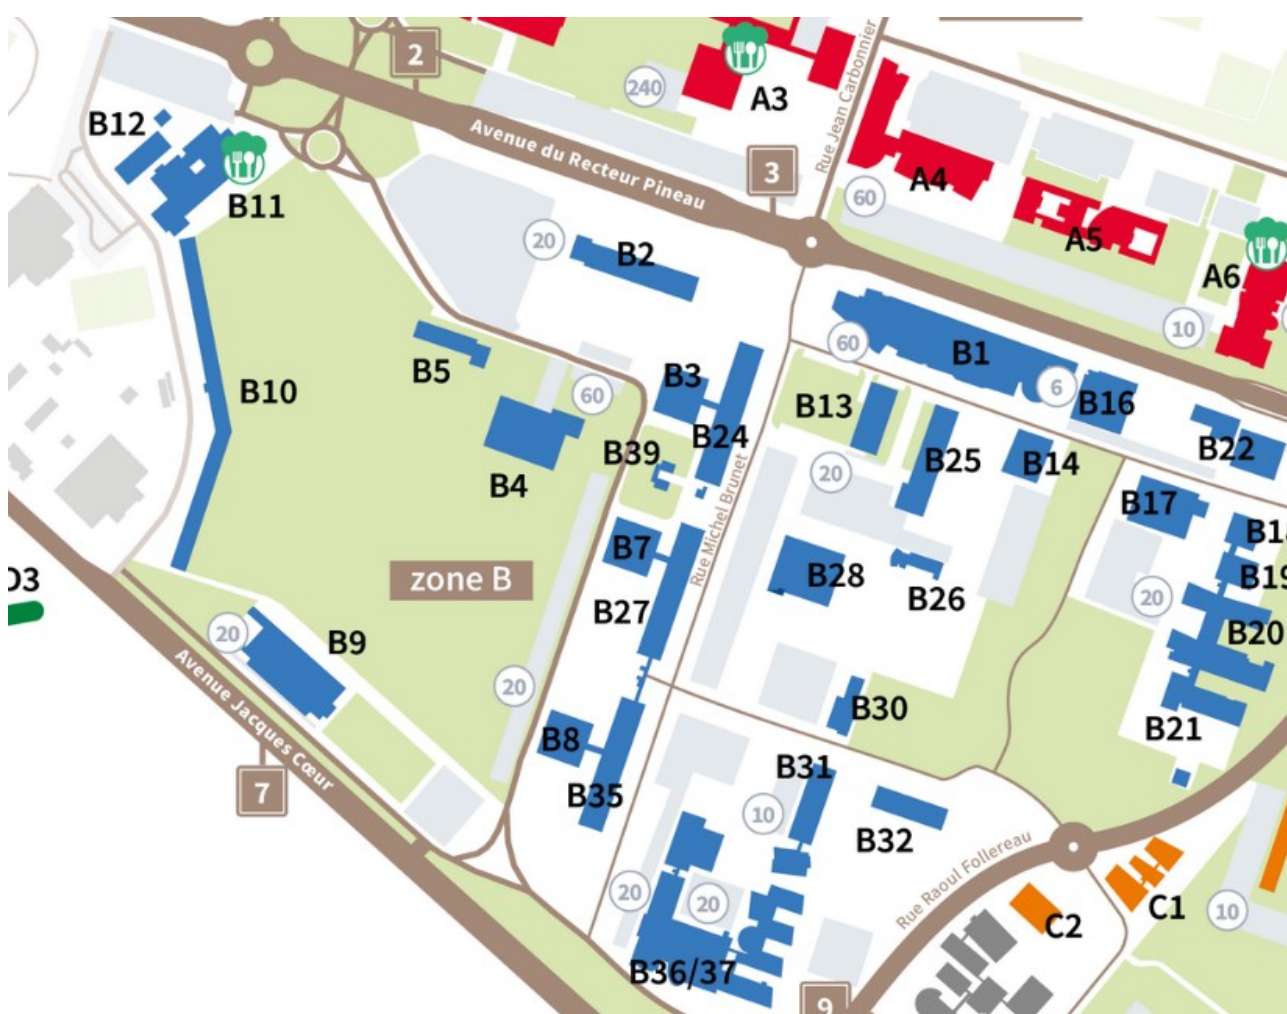 2
240
A3
Rue Jean Carbonnier
B12
Avenue du Recteur Pineau
3
A4
60
B11
A5
20
B2
A6
10
60
B1
B5
B3
6
B10
60
B13
B16
B24
B22
B39
B25
B14
B4
20
Rue Michel Brunet
B17
B7
zone B
B28
B26
B19
20
B27
20
B9
B20
20
Avenue Jacques Cœur
B30
B8
B21
7
B31
B35
10
B32
Rue Raoul Follereau
20
20
C1
10
C2
B36/37
9